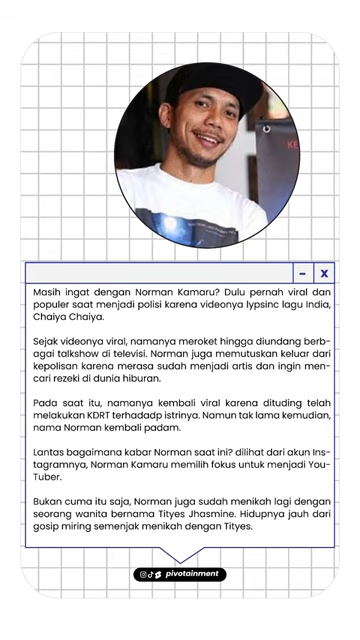 KE
– X
Masih ingat dengan Norman Kamaru? Dulu pernah viral dan
populer saat menjadi polisi karena videonya lypsinc lagu India,
Chaiya Chaiya.
Sejak videonya viral, namanya meroket hingga diundang berb-
agai talkshow di televisi. Norman juga memutuskan keluar dari
kepolisan karena merasa sudah menjadi artis dan ingin men-
cari rezeki di dunia hiburan.
Pada saat itu, namanya kembali viral karena dituding telah
melakukan KDRT terhadadp istrinya. Namun tak lama kemudian,
nama Norman kembali padam.
Lantas bagaimana kabar Norman saat ini? dilihat dari akun Ins-
tagramnya, Norman Kamaru memilih fokus untuk menjadi You-
Tuber.
Bukan cuma itu saja, Norman juga sudah menikah lagi dengan
seorang wanita bernama Tityes Jhasmine. Hidupnya jauh dari
gosip miring semenjak menikah dengan Tityes.
pivotainment